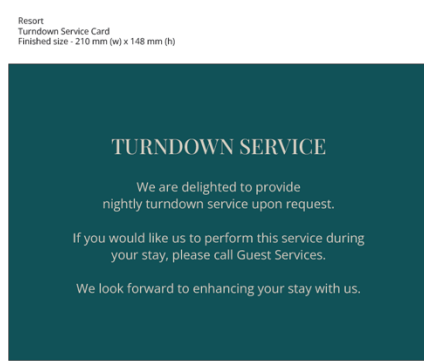 Resort
Turndown Service Card
Finished size - 210 mm (w) x 148 mm (h)
TURNDOWN SERVICE
We are delighted to provide
nightly turndown service upon request.
If you would like us to perform this service during
your stay, please call Guest Services.
We look forward to enhancing your stay with us.